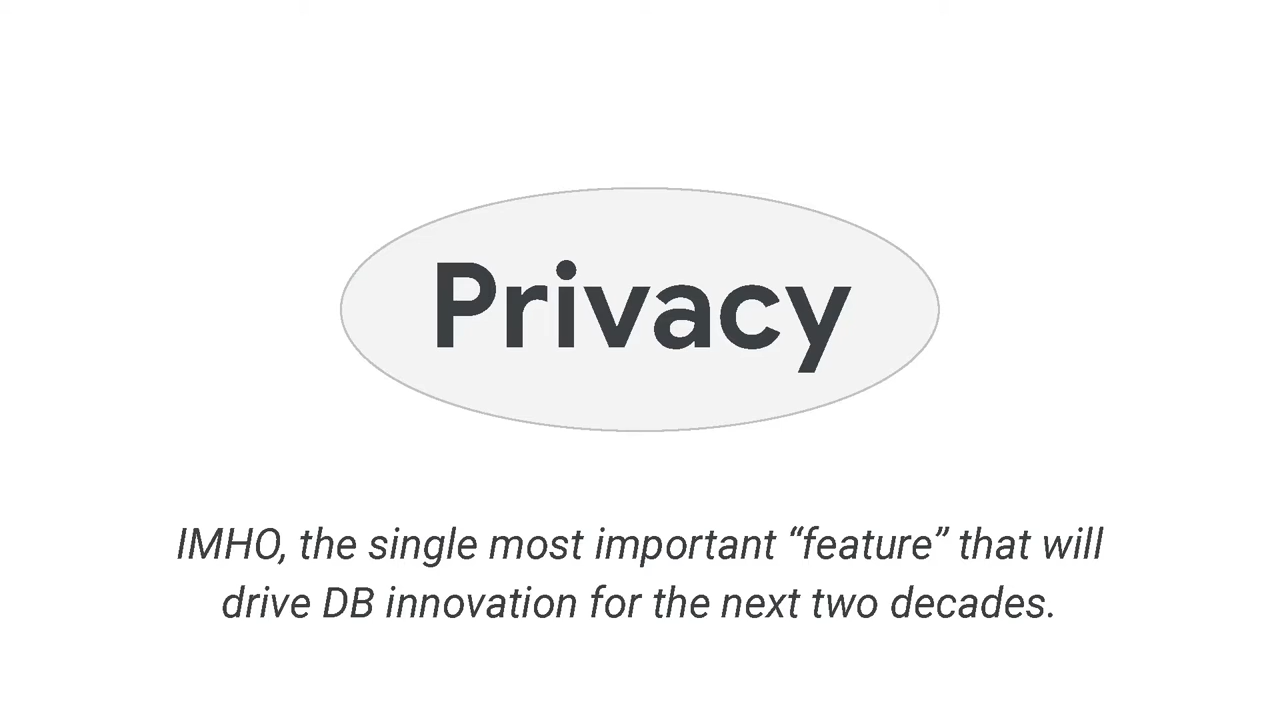 Privacy
IMHO, the single most important “feature” that will
drive DB innovation for the next two decades.